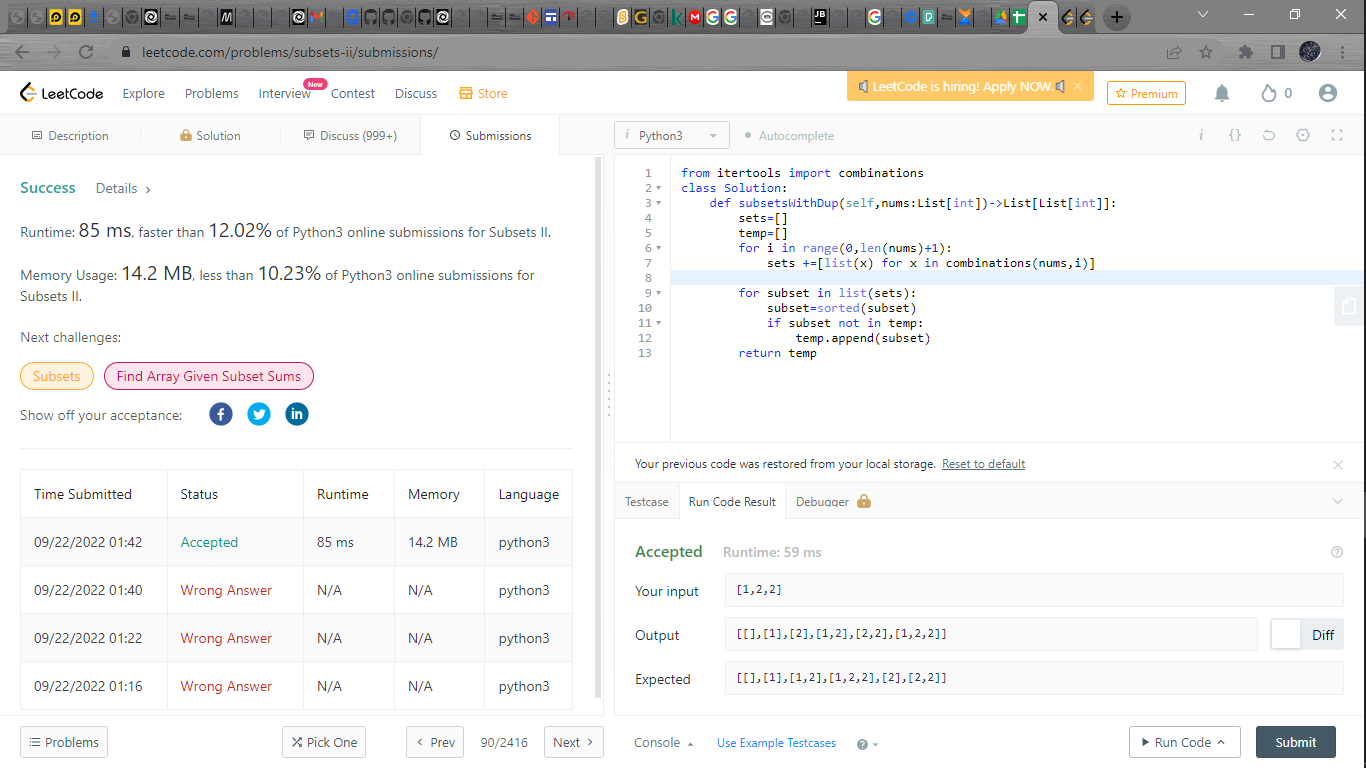 leetcode.com/problems/subsets-ii/submissions/
LeetCode
Explore
Problems
Interview
New
Contest
Discuss
Store
LeetCode is hiring! Apply NOW.
Premium
0
Description
Solution
Discuss (999+)
Submissions
i Python3
Autocomplete
Success
Details
Runtime: 85 ms, faster than 12.02% of Python3 online submissions for Subsets II.
Memory Usage: 14.2 MB, less than 10.23% of Python3 online submissions for
Subsets II.
Next challenges:
Subsets
Find Array Given Subset Sums
Show off your acceptance:
Time Submitted Status Runtime Memory Language
09/22/2022 01:42 Accepted 85 ms 14.2 MB python3
09/22/2022 01:40 Wrong Answer N/A N/A python3
09/22/2022 01:22 Wrong Answer N/A N/A python3
09/22/2022 01:16 Wrong Answer N/A N/A python3
Problems
Pick One
Prev
90/2416
Next
1 from itertools import combinations
2 class Solution:
3 def subsetsWithDup(self,nums:List[int])->List[List[int]]:
4 sets=[]
5 temp=[]
6 for i in range(0,len(nums)+1):
7 sets +=[list(x) for x in combinations(nums,i)]
8
9 for subset in list(sets):
10 subset=sorted(subset)
11 if subset not in temp:
12 temp.append(subset)
13 return temp
Your previous code was restored from your local storage. Reset to default
Testcase
Run Code Result
Debugger
Accepted
Runtime: 59 ms
Your input
[1,2,2]
Output
[[],[1],[2],[1,2],[2,2],[1,2,2]]
Diff
Expected
[[],[1],[1,2],[1,2,2],[2],[2,2]]
Console
Use Example Testcases
Run Code
Submit